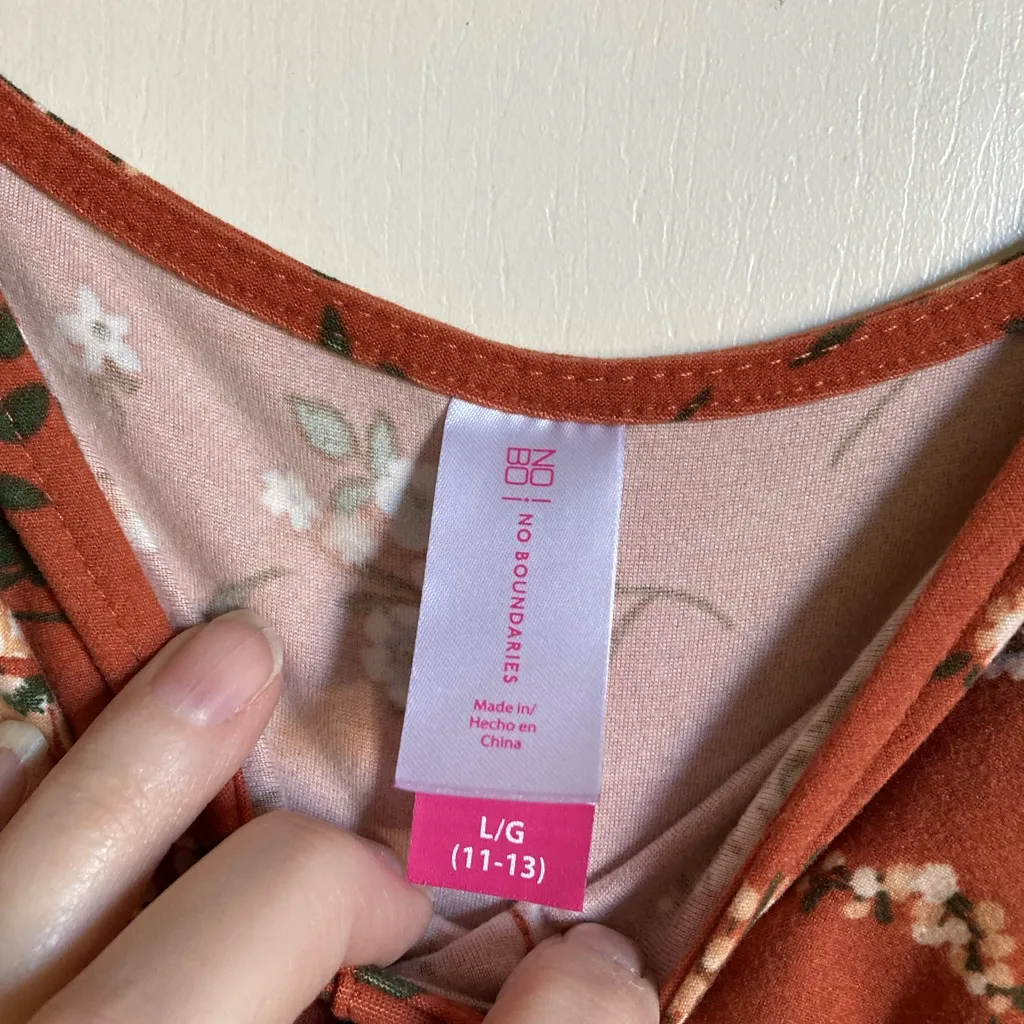 NO
BO
NO BOUNDARIES
Made in/
Hecho en
China
L/G
(11-13)